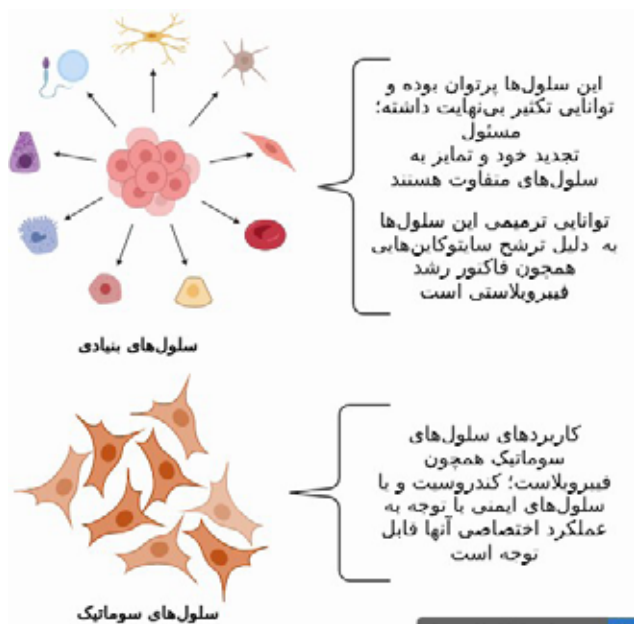 این سلول‌ها پرتوان بوده و
توانایی تکثیر بی‌نهایت داشته؛
مسئول
تجدید خود و تمایز به
سلول‌های متفاوت هستند
توانایی ترمیمی این سلول‌ها
به دلیل ترشح سایتوکاین‌هایی
همچون فاکتور رشد
فیبروبلاستی است
سلول‌های بنیادی
کاربردهای سلول‌های
سوماتیک همچون
فیبروبلاست؛ کندروسیت و یا
سلول‌های ایمنی با توجه به
عملکرد اختصاصی آنها قابل
توجه است
سلول‌های سوماتیک